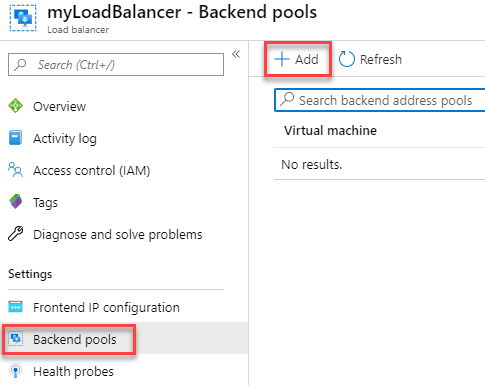 myLoadBalancer - Backend pools
Load balancer
Search (Ctrl+/)
«
Overview
Activity log
Access control (IAM)
Tags
Diagnose and solve problems
Settings
Frontend IP configuration
Backend pools
Health probes
+ Add
Refresh
Search backend address pools
Virtual machine
No results.